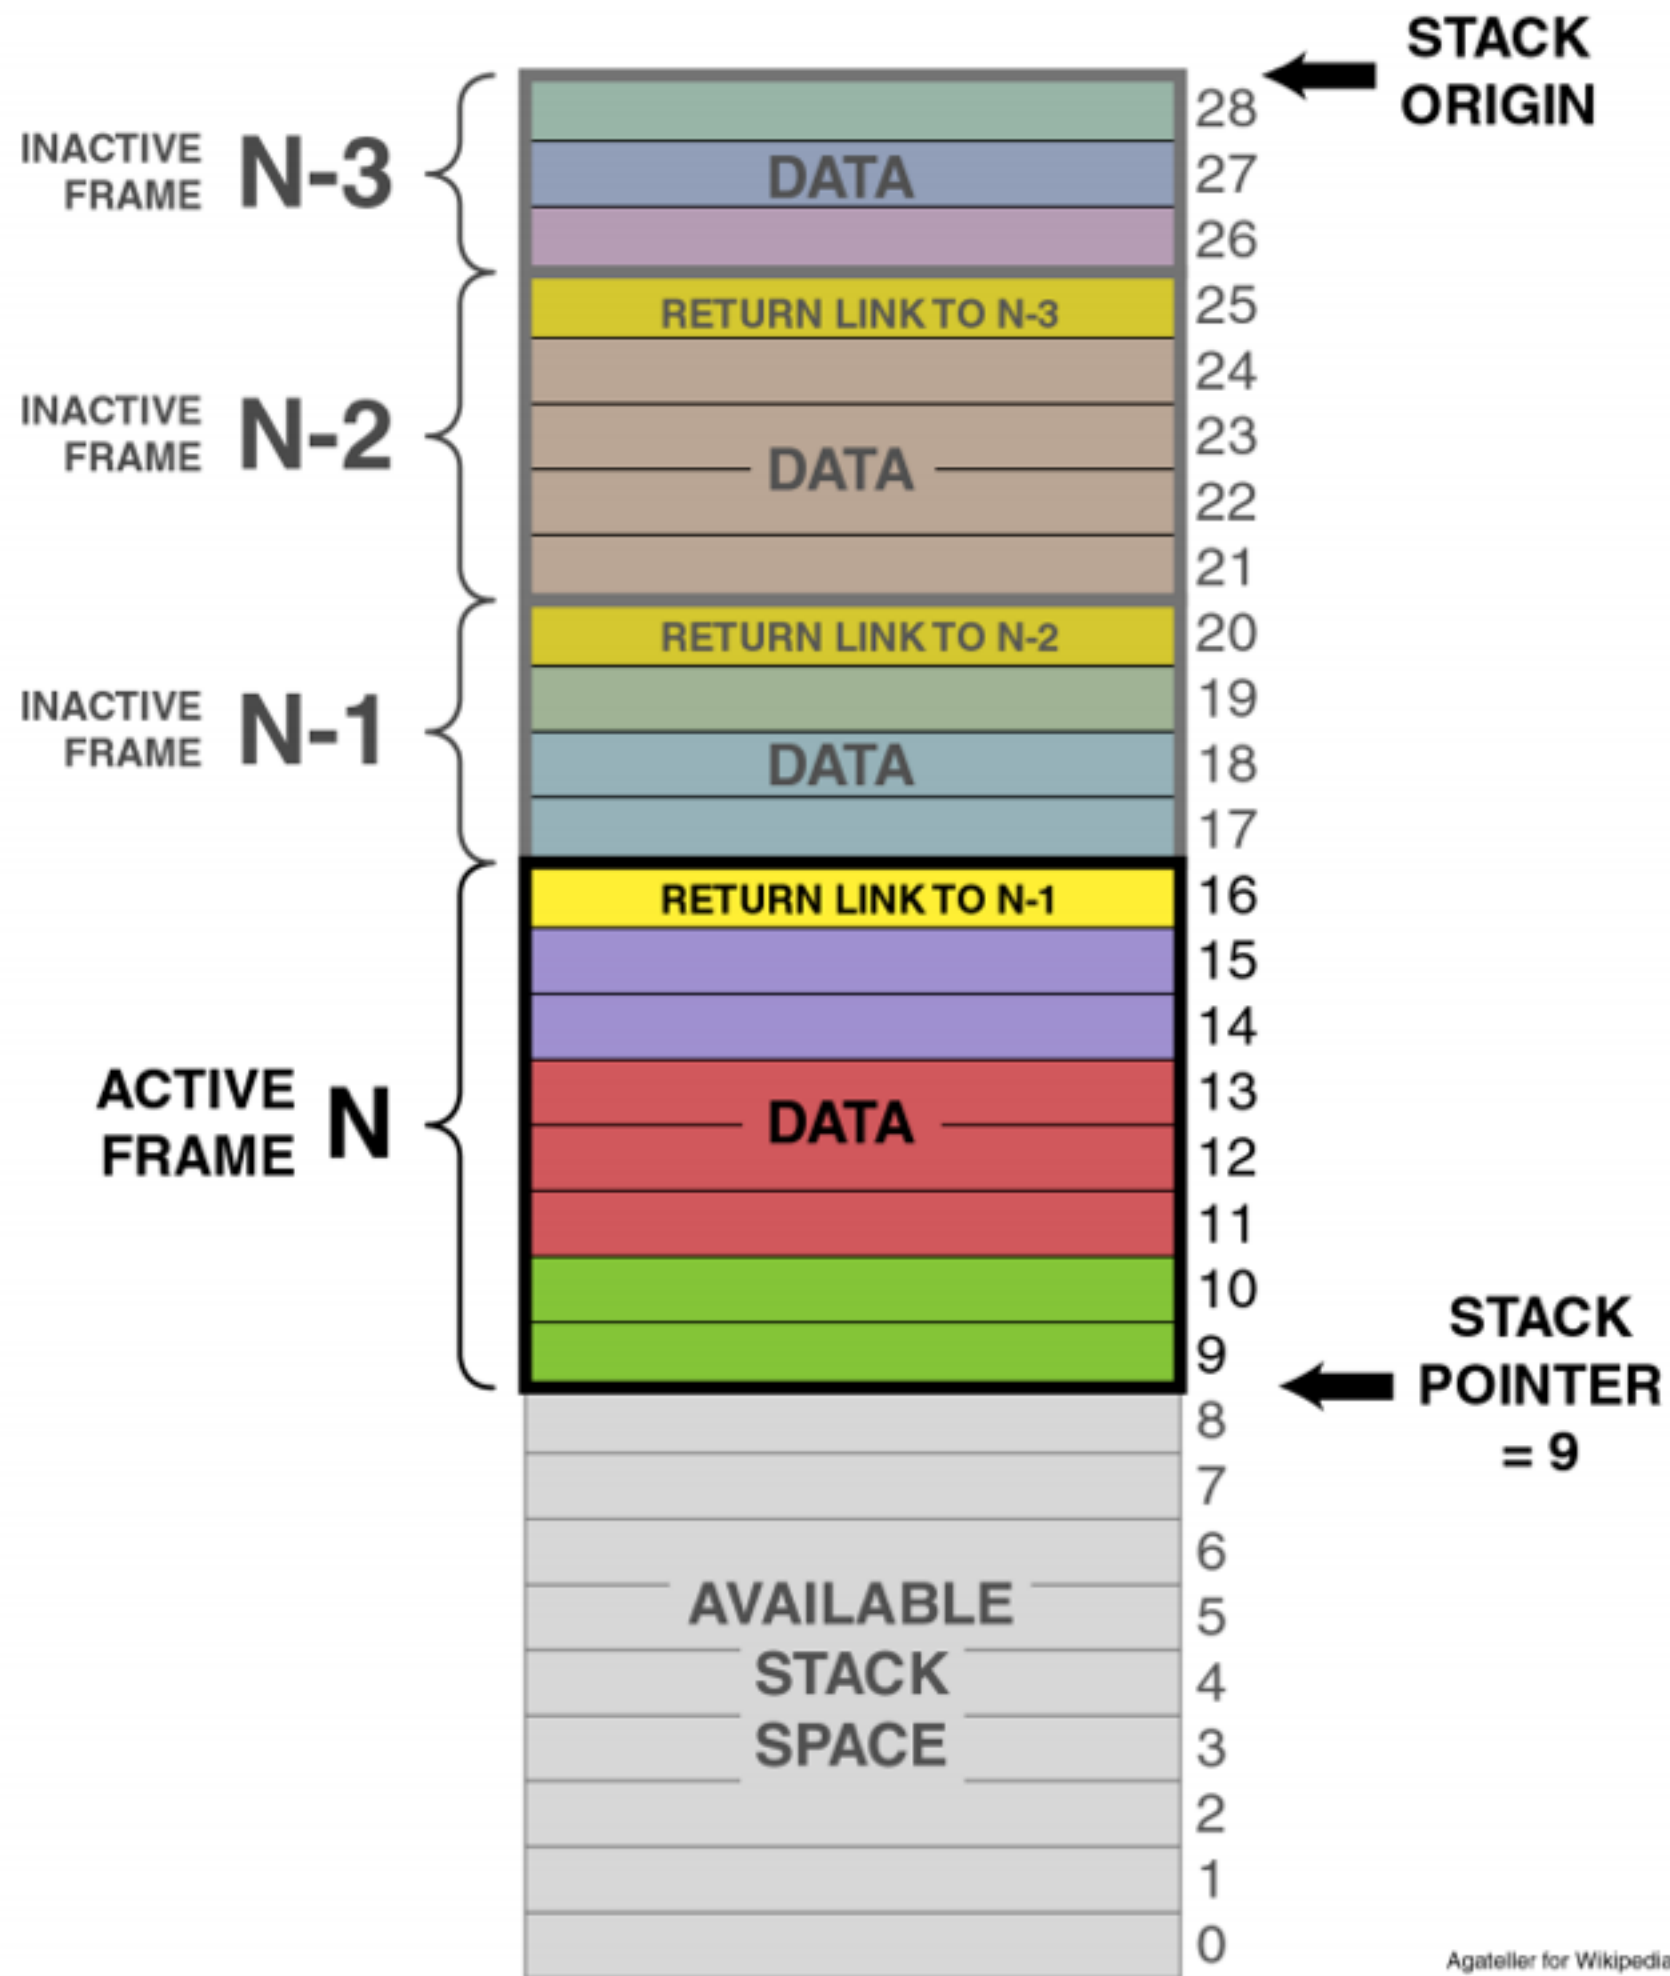 STACK
ORIGIN
28
INACTIVE
FRAME
N-3
DATA
27
26
RETURN LINK TO N-3
25
24
INACTIVE
FRAME
N-2
23
DATA
22
21
RETURN LINK TO N-2
20
19
INACTIVE
FRAME
N-1
DATA
18
17
RETURN LINK TO N-1
16
15
14
ACTIVE
FRAME
N
13
DATA
12
11
10
9
STACK
POINTER
= 9
8
7
6
AVAILABLE
STACK
SPACE
5
4
3
2
1
0
Agateller for Wikipedia